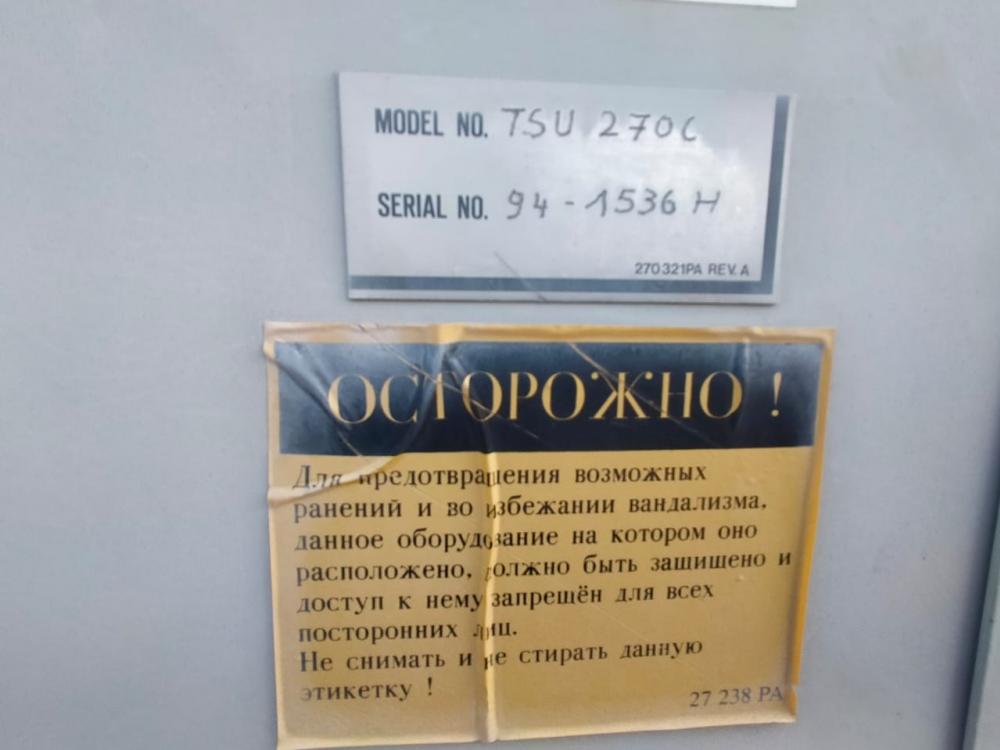 MODEL NO. TSU 270C
SERIAL NO. 94-1536 H
270321PA REV. A
ОСТОРОЖНО !
Для предотвращения возможных
ранений и во избежании вандализма,
данное оборудование на котором оно
расположено, должно быть зашишено и
доступ к нему запрещён для всех
посторонних лиц.
Не снимать и не стирать данную
этикетку !
27 238 PA